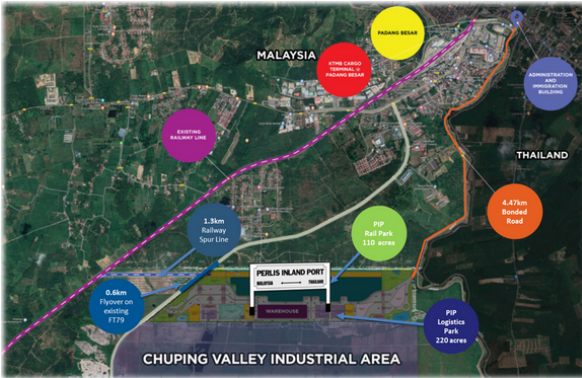 PADANG BESAR
MALAYSIA
KTMB CARGO
TERMINAL @
PADANG BESAR
ADMINISTRATION
AND
IMMIGRATION
BUILDING
EXISTING
RAILWAY LINE
THAILAND
4.47km
Bonded
Road
1.3km
Railway
Spur Line
PIP
Rail Park
110 acres
PERLIS INLAND PORT
MALAYSIA
THAILAND
0.6km
Flyover on
existing
FT79
WAREHOUSE
PIP
Logistics
Park
220 acres
CHUPING VALLEY INDUSTRIAL AREA